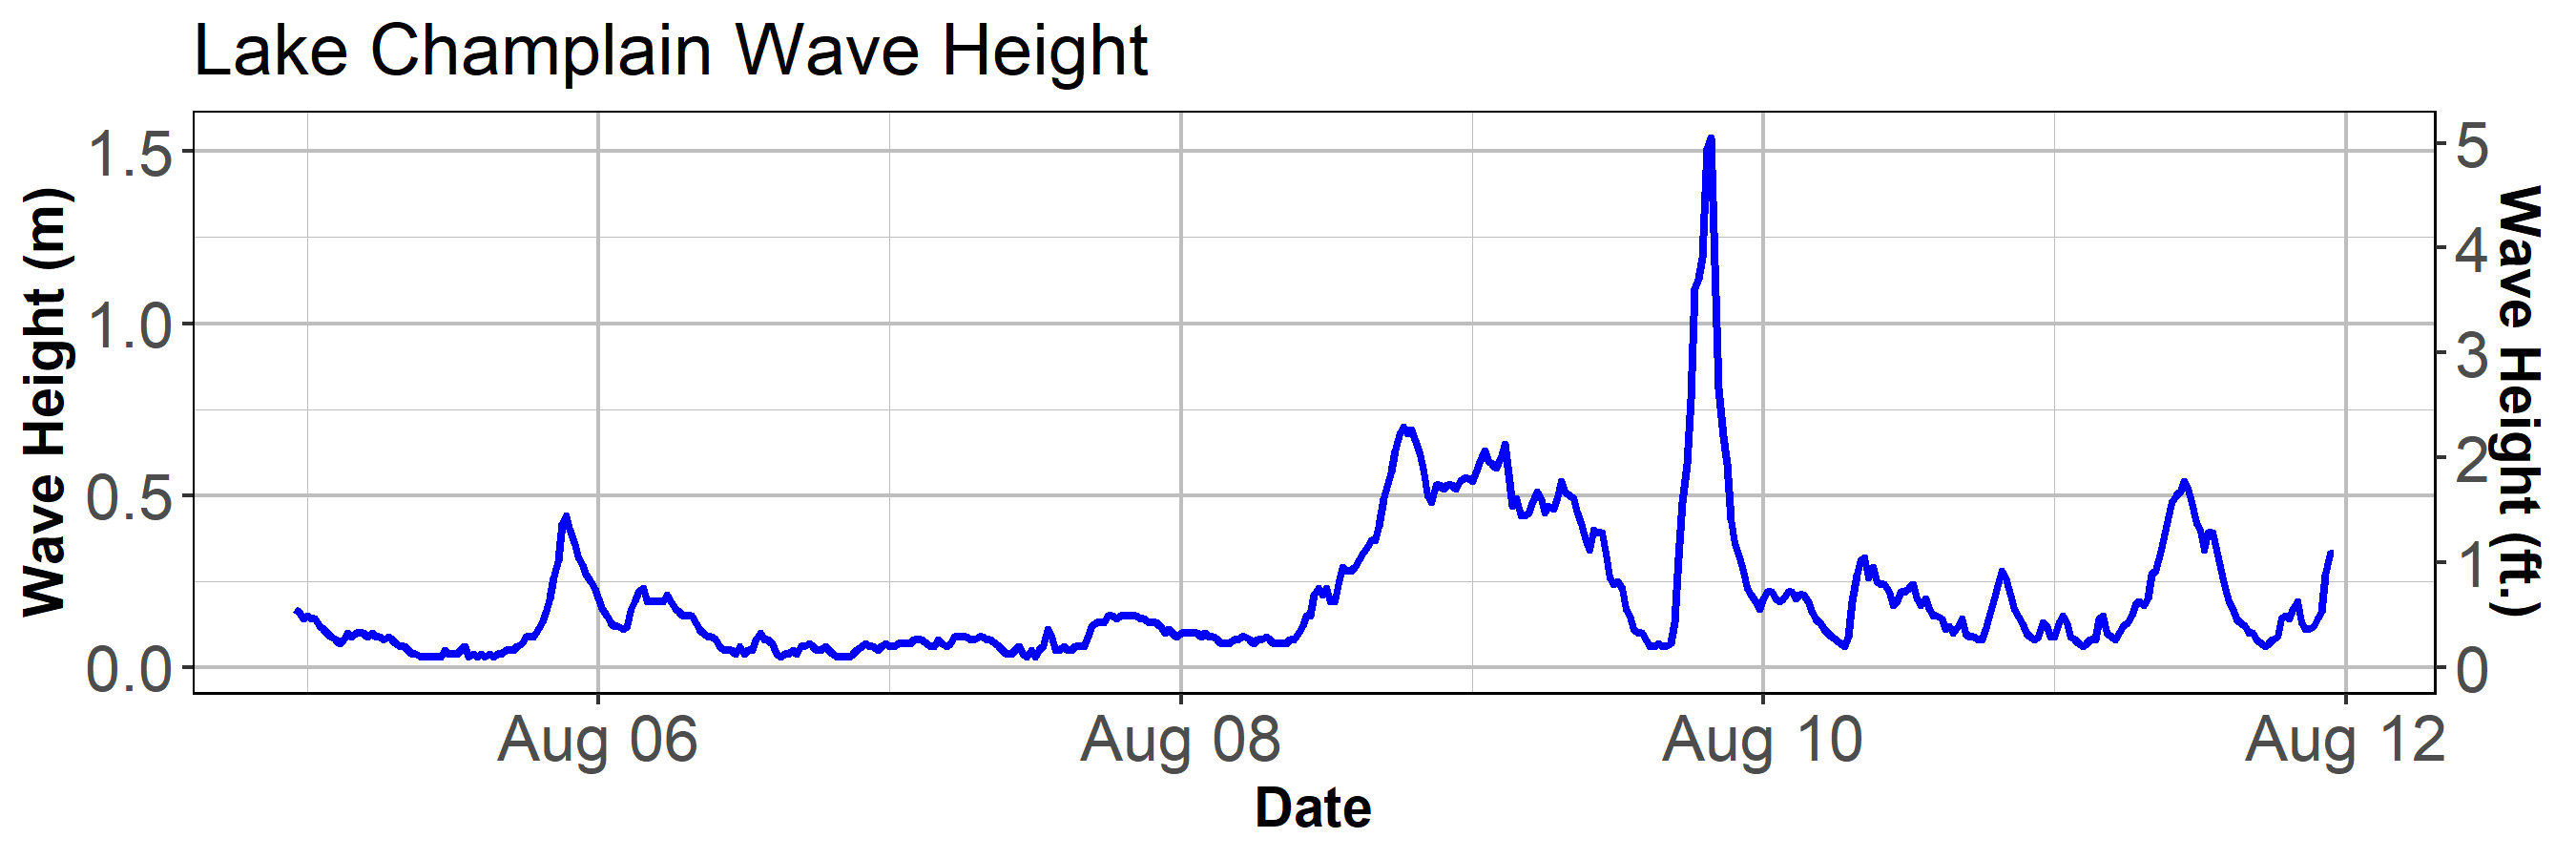 Lake Champlain Wave Height
Wave Height (m)
1.5
1.0
0.5
0.0
5
4
3
2
1
0
Wave Height (ft.)
Aug 06
Aug 08
Aug 10
Aug 12
Date